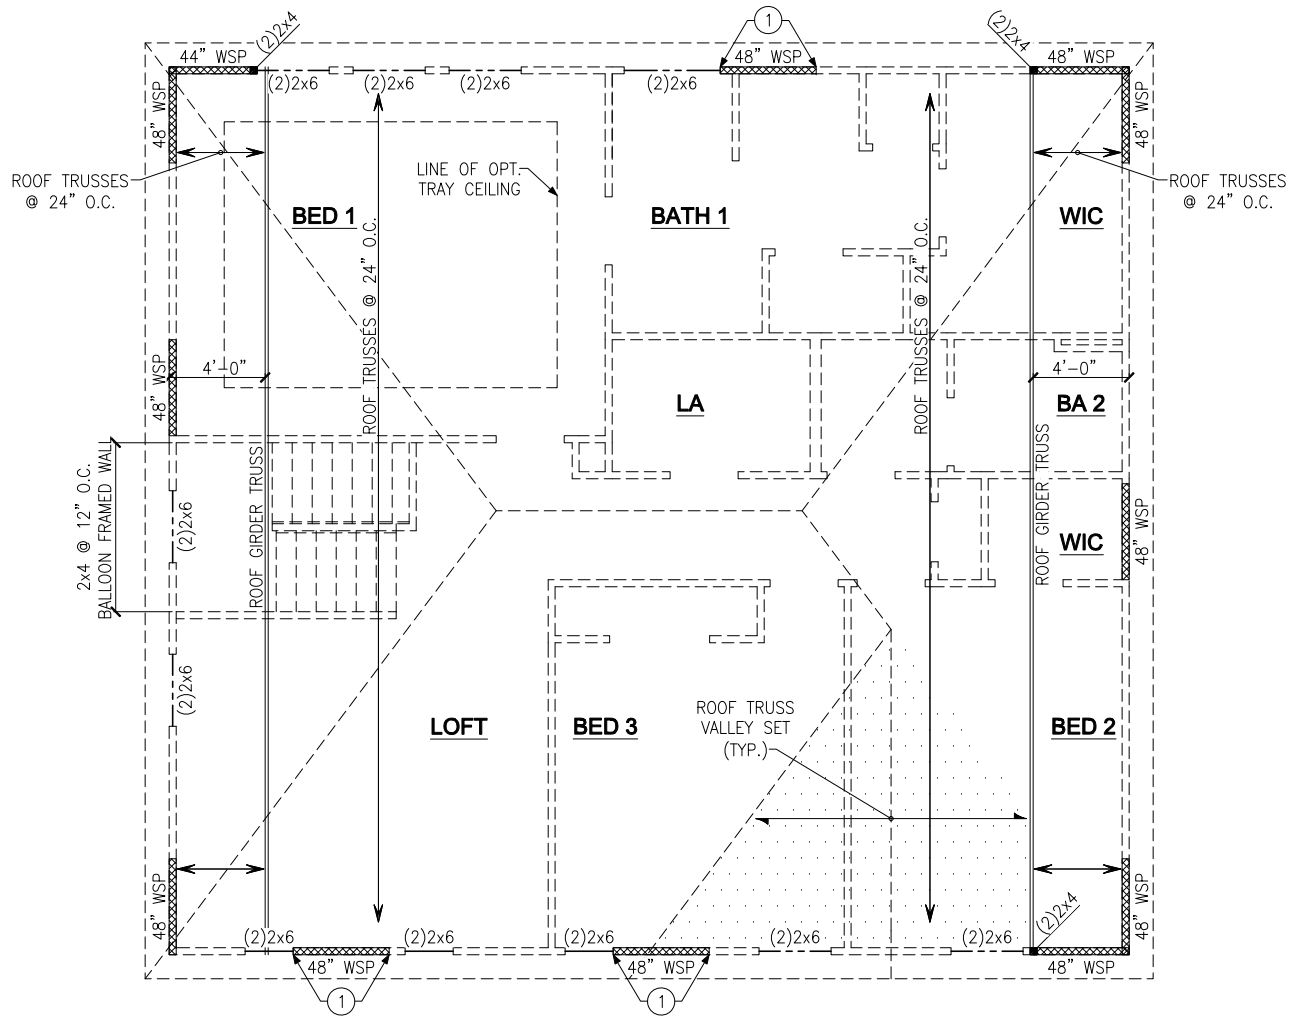 1
44” WSP
(2)2x4
48” WSP
(2)2x4
48” WSP
(2)2x6
(2)2x6
(2)2x6
(2)2x6
48” WSP
48” WSP
ROOF TRUSSES
@ 24” O.C.
LINE OF OPT.
TRAY CEILING
ROOF TRUSSES
@ 24” O.C.
BED 1
BATH 1
WIC
ROOF TRUSSES @ 24” O.C.
ROOF TRUSSES @ 24” O.C.
48” WSP
4’-0”
4’-0”
LA
BA 2
2x4 @ 12” O.C.
BALLOON FRAMED WALL
(2)2x6
ROOF GIRDER TRUSS
ROOF GIRDER TRUSS
WIC
48” WSP
(2)2x6
LOFT
BED 3
ROOF TRUSS
VALLEY SET
(TYP.)
BED 2
48” WSP
48” WSP
(2)2x4
(2)2x6
(2)2x6
(2)2x6
(2)2x6
(2)2x6
48” WSP
48” WSP
48” WSP
1
1